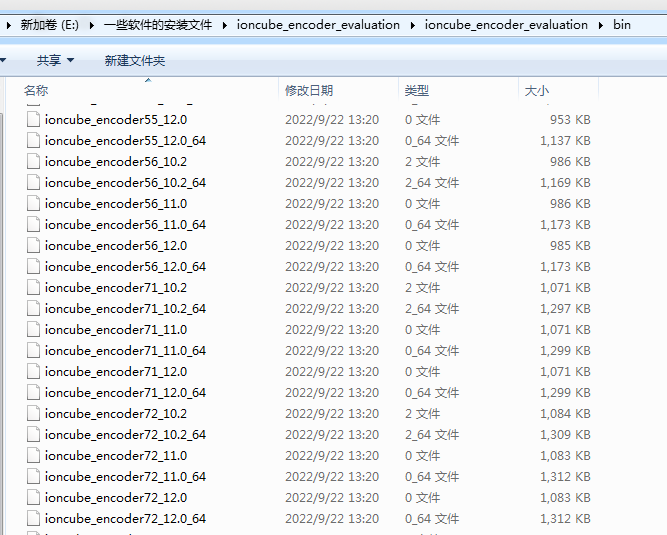 新加卷 (E:) 一些软件的安装文件 ioncube_encoder_evaluation ioncube_encoder_evaluation bin
共享 新建文件夹
名称 修改日期 类型 大小
ioncube_encoder55_12.0 2022/9/22 13:20 0 文件 953 KB
ioncube_encoder55_12.0_64 2022/9/22 13:20 0_64 文件 1,137 KB
ioncube_encoder56_10.2 2022/9/22 13:20 2 文件 986 KB
ioncube_encoder56_10.2_64 2022/9/22 13:20 2_64 文件 1,169 KB
ioncube_encoder56_11.0 2022/9/22 13:20 0 文件 986 KB
ioncube_encoder56_11.0_64 2022/9/22 13:20 0_64 文件 1,173 KB
ioncube_encoder56_12.0 2022/9/22 13:20 0 文件 985 KB
ioncube_encoder56_12.0_64 2022/9/22 13:20 0_64 文件 1,173 KB
ioncube_encoder71_10.2 2022/9/22 13:20 2 文件 1,071 KB
ioncube_encoder71_10.2_64 2022/9/22 13:20 2_64 文件 1,297 KB
ioncube_encoder71_11.0 2022/9/22 13:20 0 文件 1,071 KB
ioncube_encoder71_11.0_64 2022/9/22 13:20 0_64 文件 1,299 KB
ioncube_encoder71_12.0 2022/9/22 13:20 0 文件 1,071 KB
ioncube_encoder71_12.0_64 2022/9/22 13:20 0_64 文件 1,299 KB
ioncube_encoder72_10.2 2022/9/22 13:20 2 文件 1,084 KB
ioncube_encoder72_10.2_64 2022/9/22 13:20 2_64 文件 1,309 KB
ioncube_encoder72_11.0 2022/9/22 13:20 0 文件 1,083 KB
ioncube_encoder72_11.0_64 2022/9/22 13:20 0_64 文件 1,312 KB
ioncube_encoder72_12.0 2022/9/22 13:20 0 文件 1,083 KB
ioncube_encoder72_12.0_64 2022/9/22 13:20 0_64 文件 1,312 KB